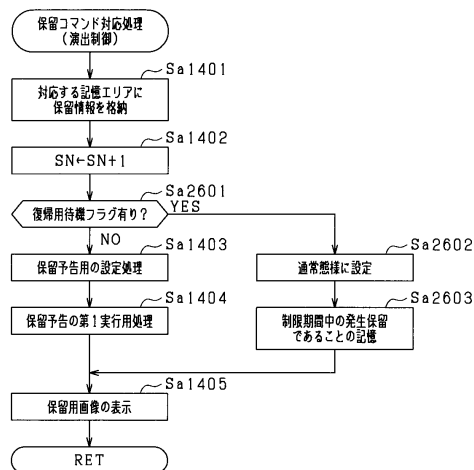 保留コマンド対応処理
(演出制御)
Sa1401
対応する記憶エリアに
保留情報を格納
Sa1402
SN←SN+1
Sa2601
復帰用待機フラグ有り?
YES
NO
Sa1403
保留予告用の設定処理
Sa2602
通常態様に設定
Sa1404
保留予告の第1実行用処理
Sa2603
制限期間中の発生保留
であることの記憶
Sa1405
保留用画像の表示
RET